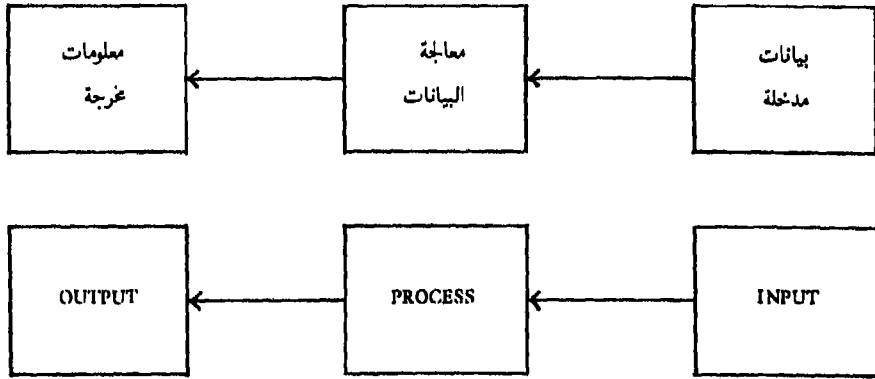 بيانات
مدخلة
معالجة
البيانات
معلومات
مخرجة
INPUT
PROCESS
OUTPUT